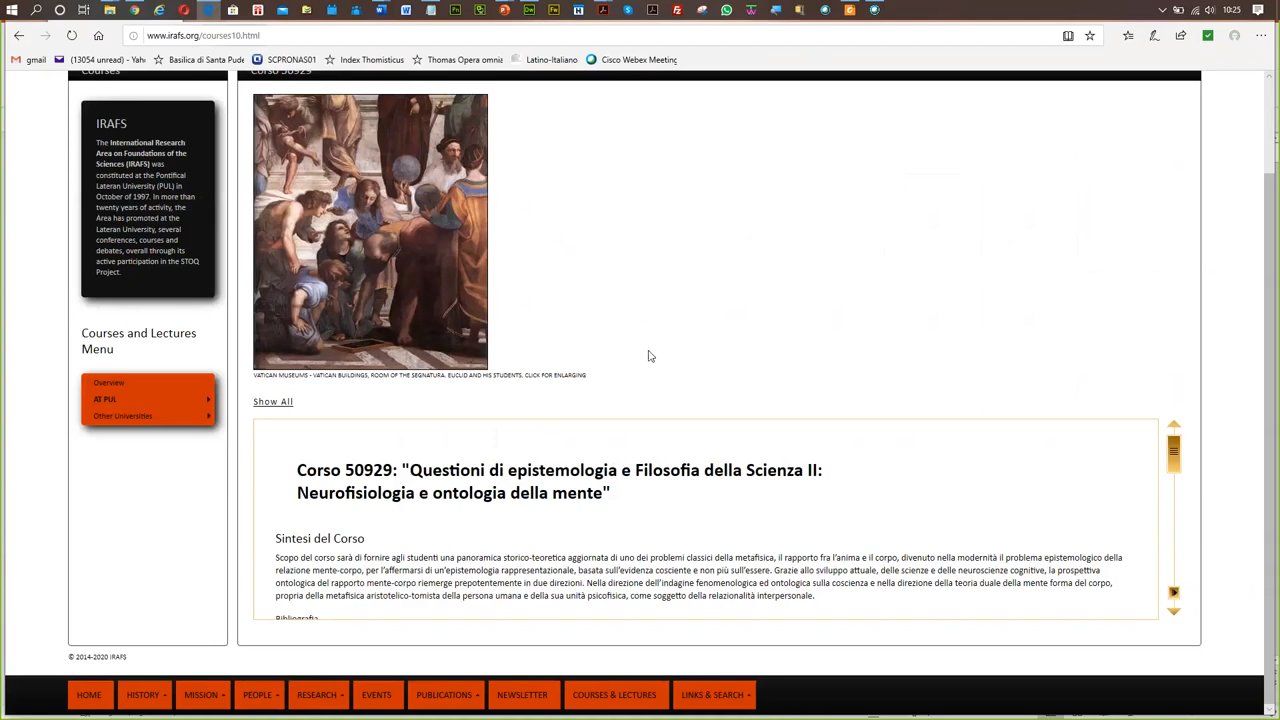 10:25
www.irafs.org/courses10.html
gmail
(13054 unread) - Yah
Basilica di Santa Pude
SCPRONAS01
Index Thomisticus
Thomas Opera omnia
Latino-Italiano
Cisco Webex Meeting
Courses
Corso 50929
IRAFS
The International Research
Area on Foundations of the
Sciences (IRAFS) was
constituted at the Pontifical
Lateran University (PUL) in
October of 1997. In more than
twenty years of activity, the
Area has promoted at the
Lateran University, several
conferences, courses and
debates, overall through its
active participation in the STOQ
Project.
Courses and Lectures
Menu
Overview
AT PUL
Other Universities
VATICAN MUSEUMS - VATICAN BUILDINGS, ROOM OF THE SEGNATURA. EUCLID AND HIS STUDENTS. CLICK FOR ENLARGING
Show All
Corso 50929: "Questioni di epistemologia e Filosofia della Scienza II:
Neurofisiologia e ontologia della mente"
Sintesi del Corso
Scopo del corso sarà di fornire agli studenti una panoramica storico-teoretica aggiornata di uno dei problemi classici della metafisica, il rapporto fra l'anima e il corpo, divenuto nella modernità il problema epistemologico della
relazione mente-corpo, per l'affermarsi di un'epistemologia rappresentazionale, basata sull'evidenza cosciente e non più sull'essere. Grazie allo sviluppo attuale, delle scienze e delle neuroscienze cognitive, la prospettiva
ontologica del rapporto mente-corpo riemerge prepotentemente in due direzioni. Nella direzione dell'indagine fenomenologica ed ontologica sulla coscienza e nella direzione della teoria duale della mente forma del corpo,
propria della metafisica aristotelico-tomista della persona umana e della sua unità psicofisica, come soggetto della relazionalità interpersonale.
Bibliografia
© 2014-2020 IRAFS
HOME
HISTORY
MISSION
PEOPLE
RESEARCH
EVENTS
PUBLICATIONS
NEWSLETTER
COURSES & LECTURES
LINKS & SEARCH